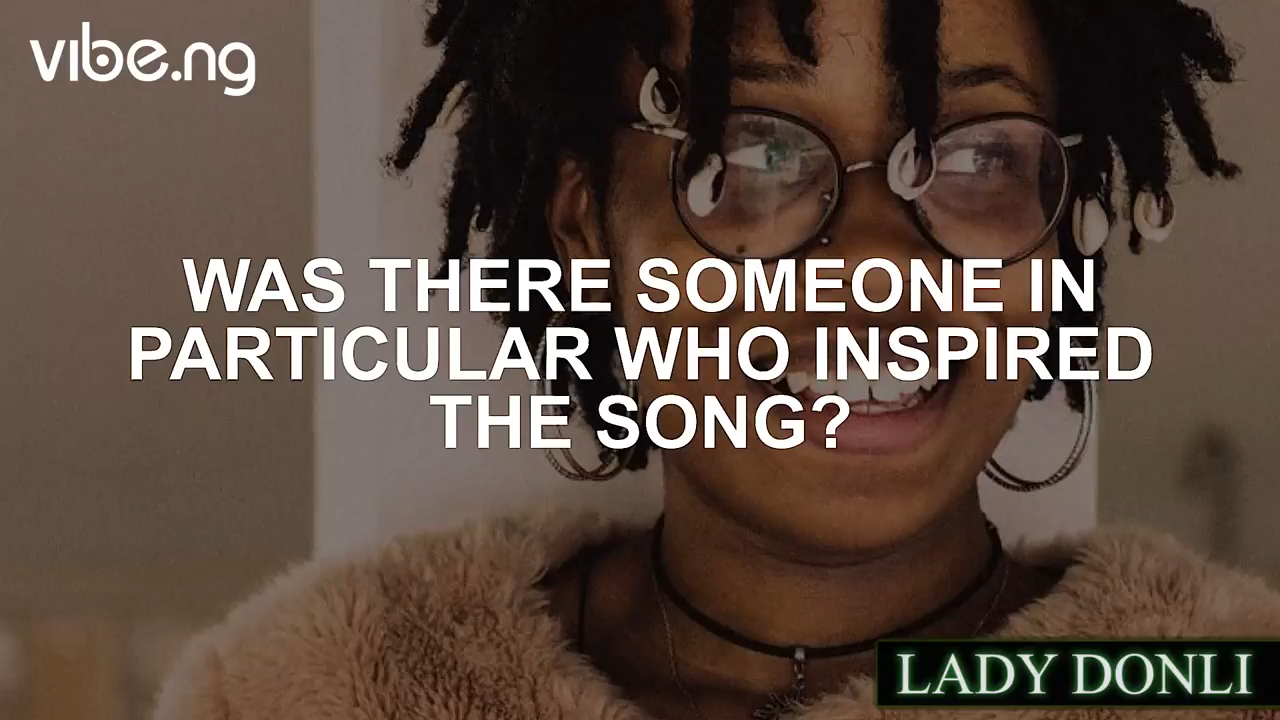 vibe.ng
WAS THERE SOMEONE IN
PARTICULAR WHO INSPIRED
THE SONG?
LADY DONLI